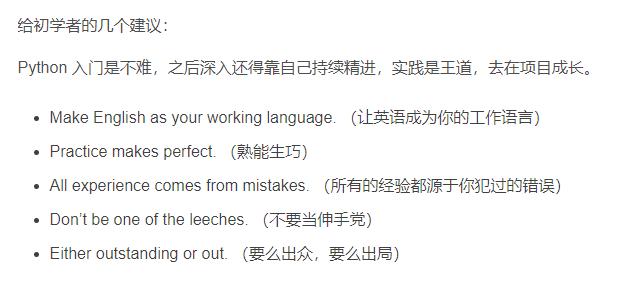 给初学者的几个建议：
Python 入门是不难，之后深入还得靠自己持续精进，实践是王道，去在项目成长。
• Make English as your working language. （让英语成为你的工作语言）
• Practice makes perfect. （熟能生巧）
• All experience comes from mistakes. （所有的经验都源于你犯过的错误）
• Don’t be one of the leeches. （不要当伸手党）
• Either outstanding or out. （要么出众，要么出局）